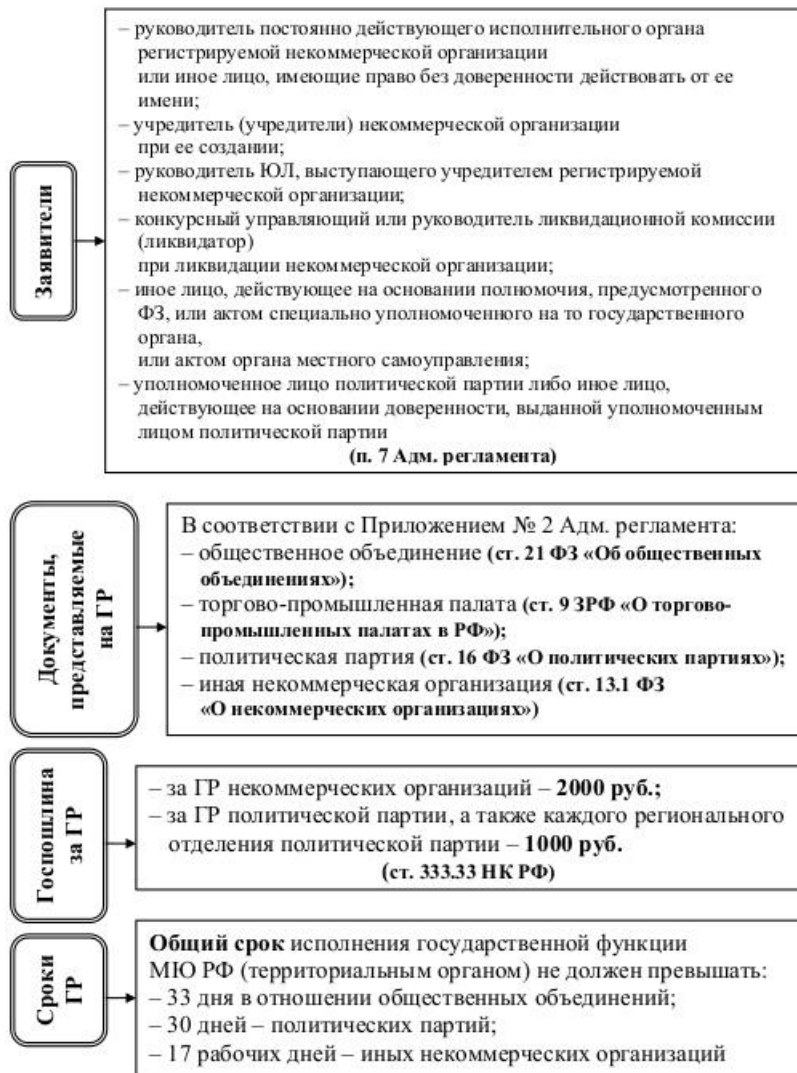 Заявители
– руководитель постоянно действующего исполнительного органа
регистрируемой некоммерческой организации
или иное лицо, имеющие право без доверенности действовать от ее
имени;
– учредитель (учредители) некоммерческой организации
при ее создании;
– руководитель ЮЛ, выступающего учредителем регистрируемой
некоммерческой организации;
– конкурсный управляющий или руководитель ликвидационной комиссии
(ликвидатор)
при ликвидации некоммерческой организации;
– иное лицо, действующее на основании полномочия, предусмотренного
ФЗ, или актом специально уполномоченного на то государственного
органа,
или актом органа местного самоуправления;
– уполномоченное лицо политической партии либо иное лицо,
действующее на основании доверенности, выданной уполномоченным
лицом политической партии
(п. 7 Адм. регламента)
Документы,
представляемые
на ГР
В соответствии с Приложением № 2 Адм. регламента:
– общественное объединение (ст. 21 ФЗ «Об общественных
объединениях»);
– торгово-промышленная палата (ст. 9 ЗРФ «О торгово-
промышленных палатах в РФ»);
– политическая партия (ст. 16 ФЗ «О политических партиях»);
– иная некоммерческая организация (ст. 13.1 ФЗ
«О некоммерческих организациях»)
Госпошлина
за ГР
– за ГР некоммерческих организаций – 2000 руб.;
– за ГР политической партии, а также каждого регионального
отделения политической партии – 1000 руб.
(ст. 333.33 НК РФ)
Сроки
ГР
Общий срок исполнения государственной функции
МЮ РФ (территориальным органом) не должен превышать:
– 33 дня в отношении общественных объединений;
– 30 дней – политических партий;
– 17 рабочих дней – иных некоммерческих организаций